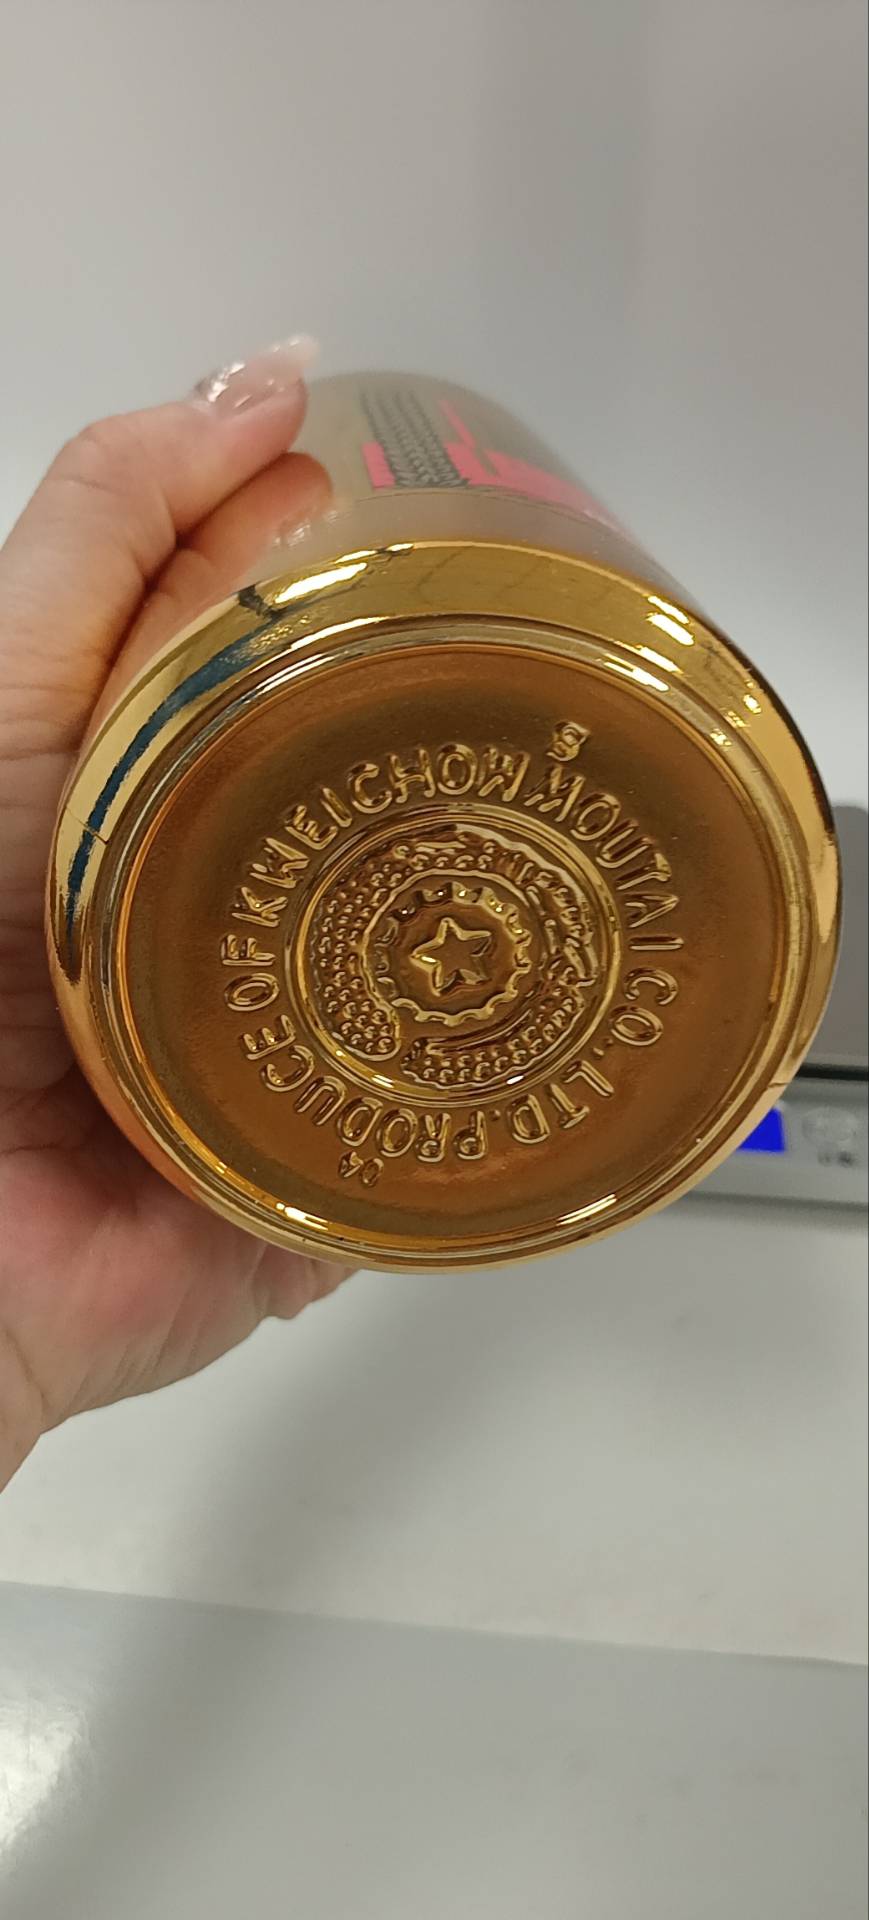 PRODUCE OF KWEICHOW MOUTAI CO., LTD.
04